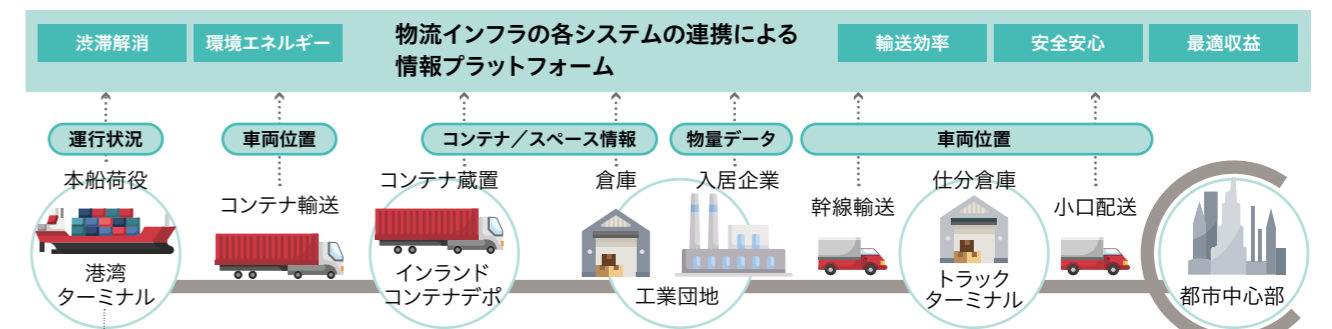 渋滞解消
環境エネルギー
物流インフラの各システムの連携による
情報プラットフォーム
輸送効率
安全安心
最適収益
運行状況
車両位置
コンテナ／スペース情報
物量データ
車両位置
本船荷役
コンテナ輸送
コンテナ蔵置
倉庫
入居企業
幹線輸送
仕分倉庫
小口配送
港湾
ターミナル
インランド
コンテナデポ
工業団地
トラック
ターミナル
都市中心部